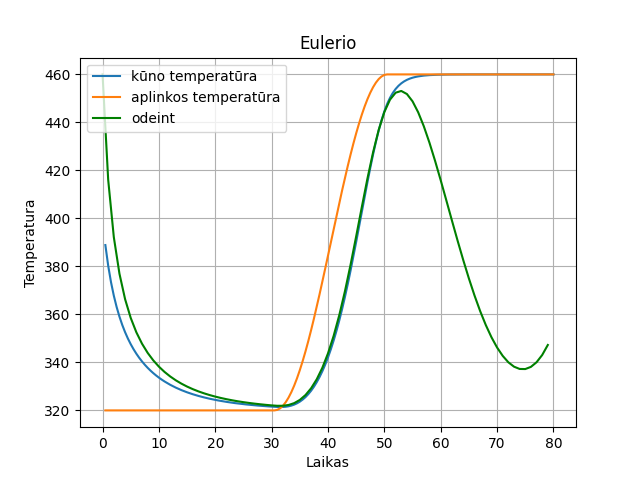 Eulerio
kūno temperatūra
aplinkos temperatūra
odeint
Temperatura
460
440
420
400
380
360
340
320
0 10 20 30 40 50 60 70 80
Laikas